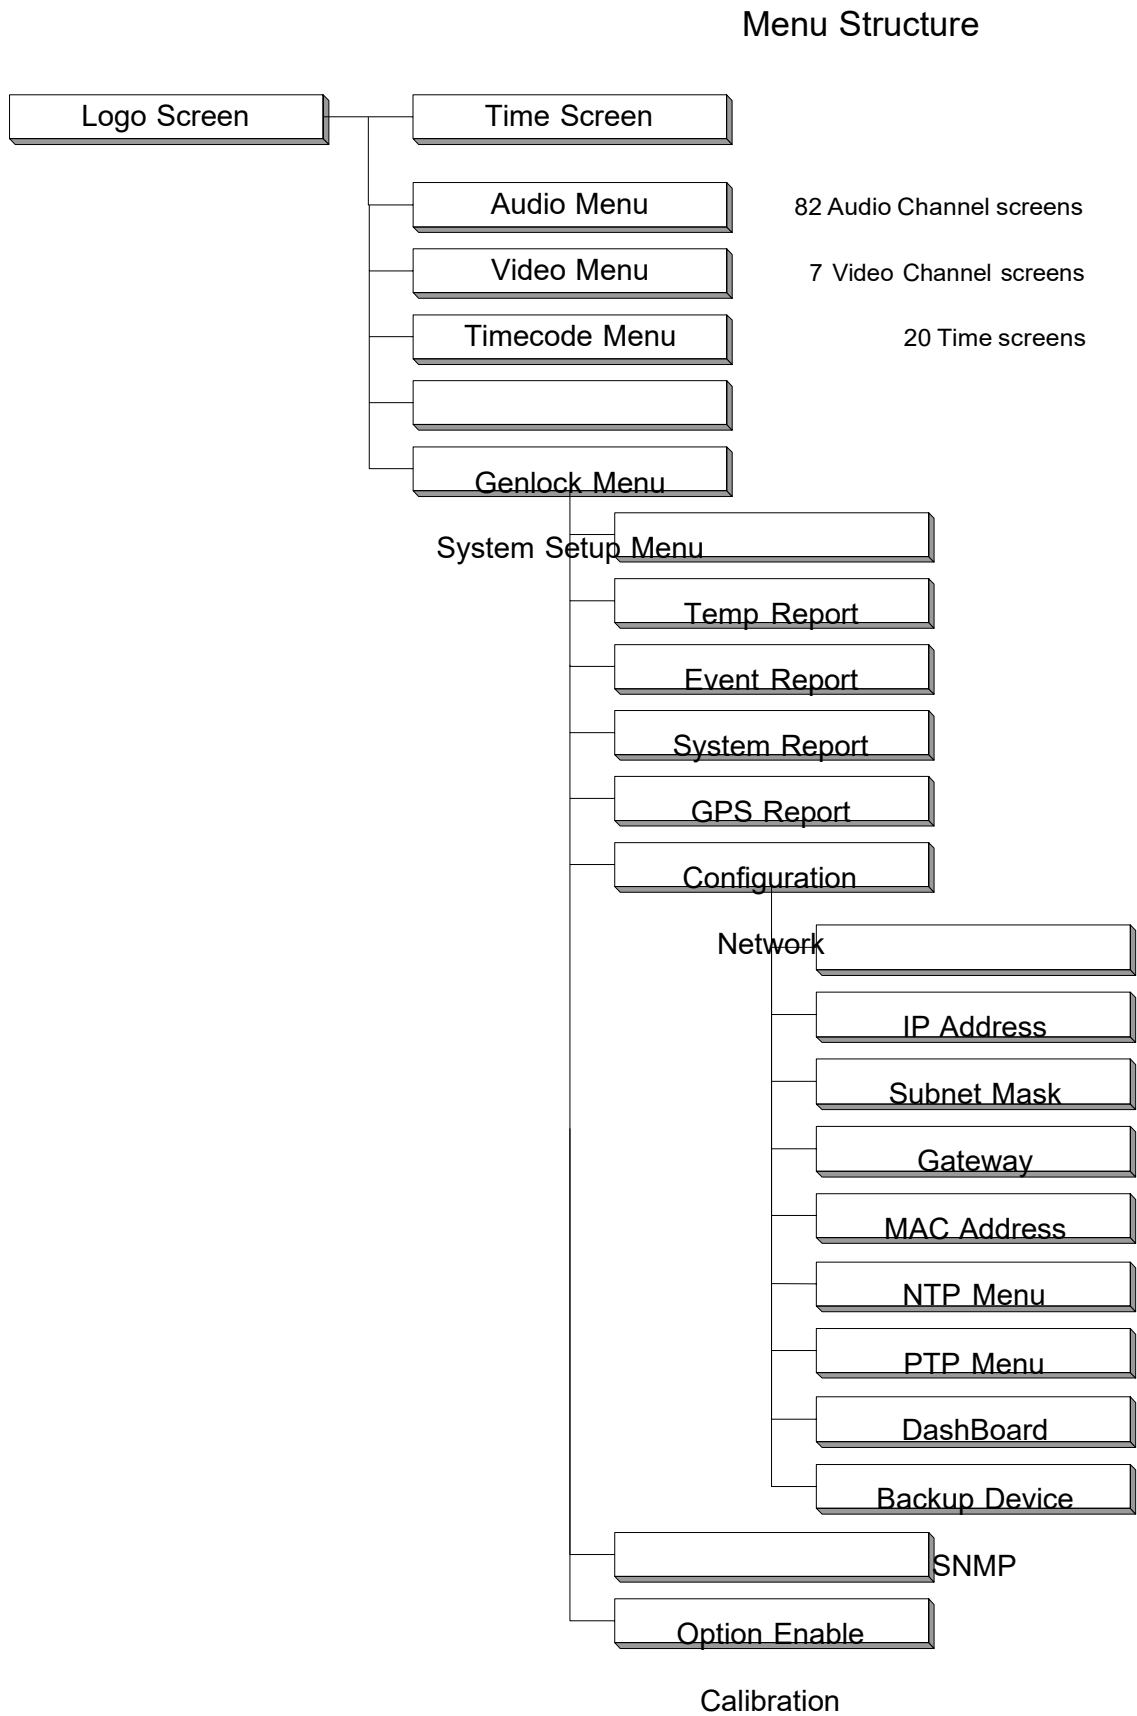 Menu Structure
Logo Screen
Time Screen
Audio Menu
82 Audio Channel screens
Video Menu
7 Video Channel screens
Timecode Menu
20 Time screens
Genlock Menu
System Setup Menu
Temp Report
Event Report
System Report
GPS Report
Configuration
Network
IP Address
Subnet Mask
Gateway
MAC Address
NTP Menu
PTP Menu
DashBoard
Backup Device
SNMP
Option Enable
Calibration